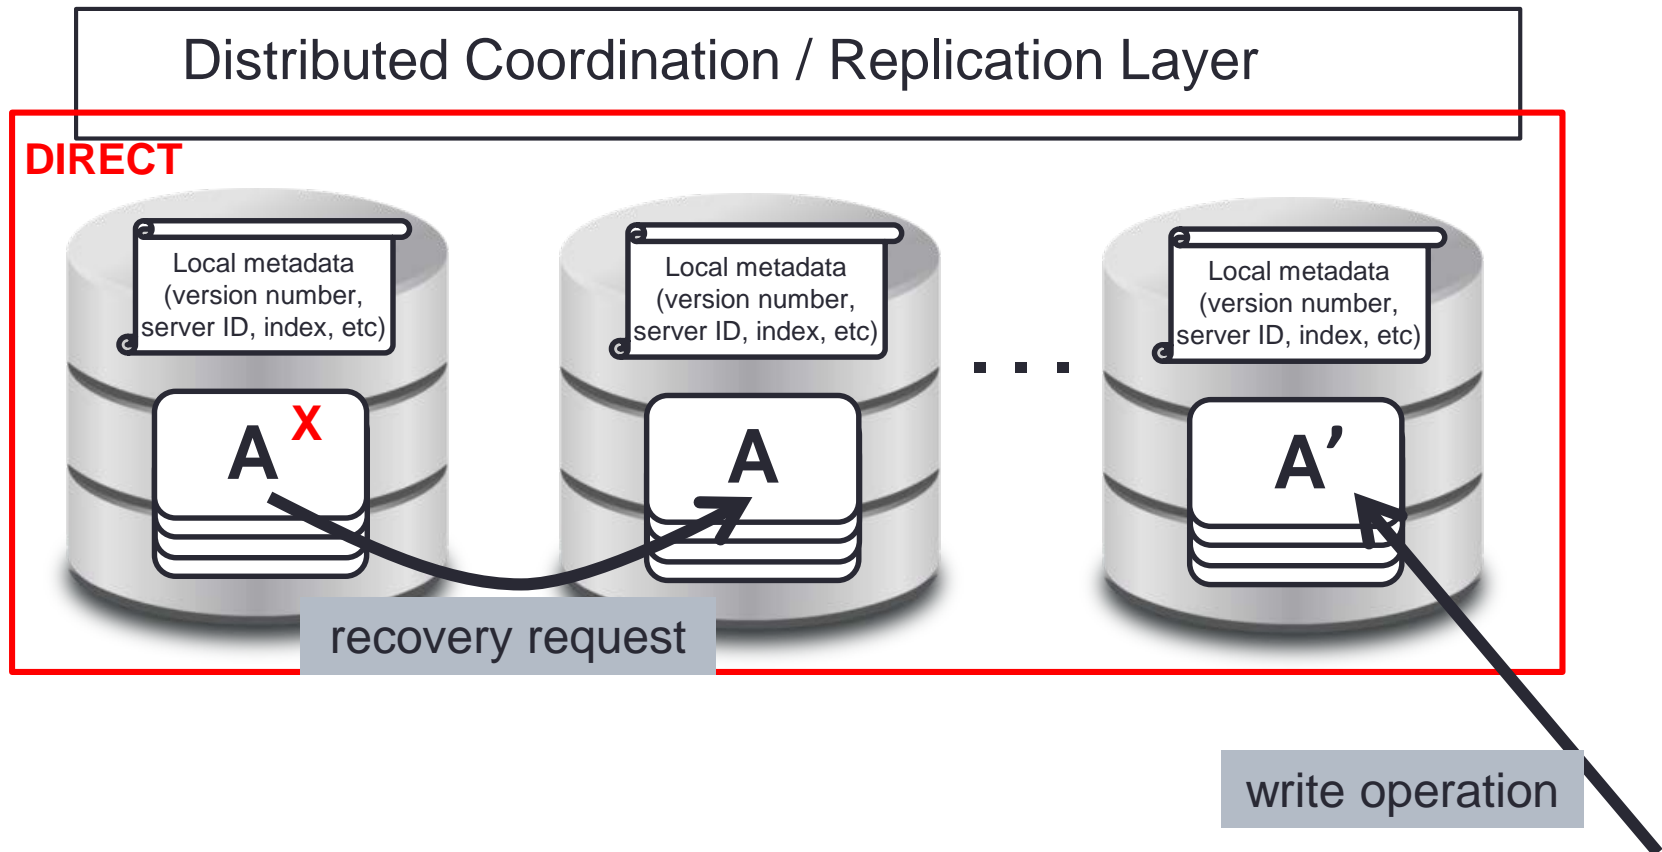 Distributed Coordination / Replication Layer
DIRECT
Local metadata
(version number,
server ID, index, etc)
Local metadata
(version number,
server ID, index, etc)
Local metadata
(version number,
server ID, index, etc)
. . .
A X
A
A’
recovery request
write operation